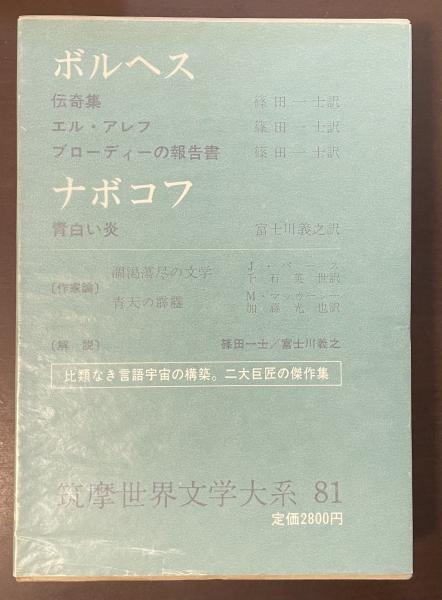 ボルヘス
伝奇集 篠田一士訳
エル・アレフ 篠田一士訳
ブローディーの報告書 篠田一士訳
ナボコフ
青白い炎 富士川義之訳
〔作家論〕
涸渇蕩尽の文学 J・バース
千石英世訳
青天の霹靂 M・マッカーシー
加藤光也訳
〔解説〕 篠田一士／富士川義之
比類なき言語宇宙の構築。二大巨匠の傑作集
筑摩世界文学大系 81
定価2800円